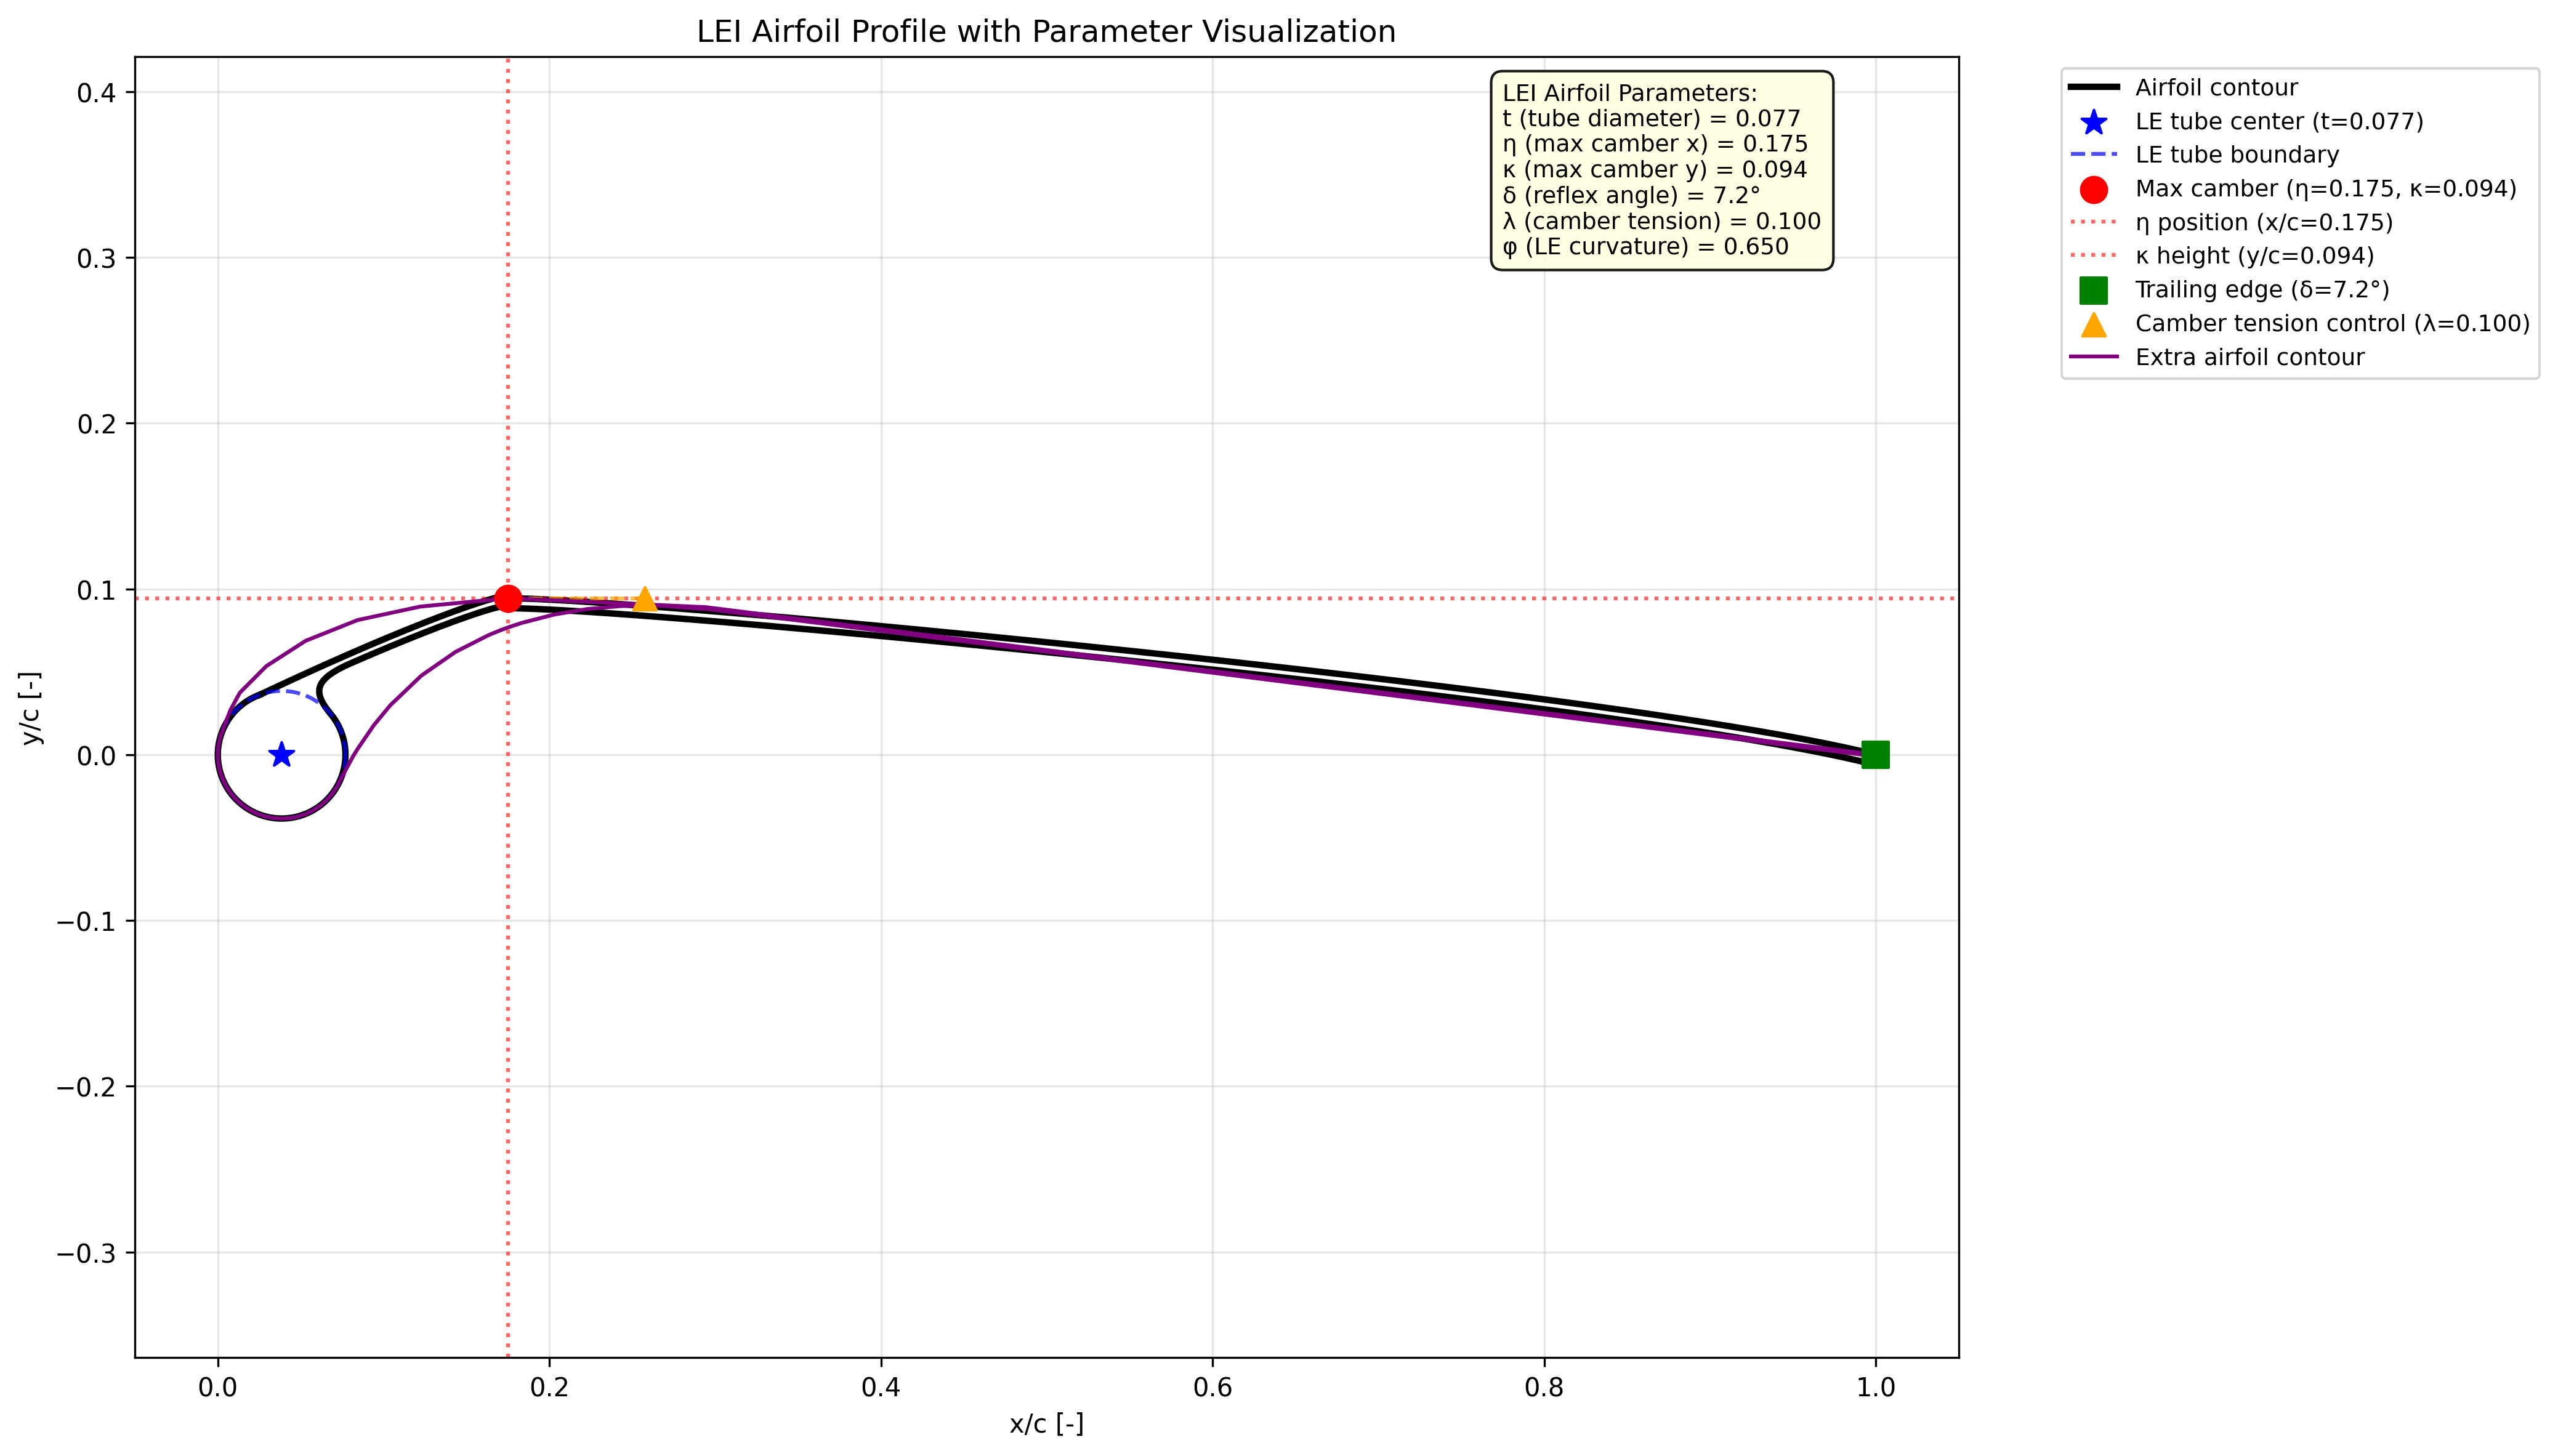 LEI Airfoil Profile with Parameter Visualization
LEI Airfoil Parameters:
t (tube diameter) = 0.077
η (max camber x) = 0.175
κ (max camber y) = 0.094
δ (reflex angle) = 7.2°
λ (camber tension) = 0.100
φ (LE curvature) = 0.650
Airfoil contour
LE tube center (t=0.077)
LE tube boundary
Max camber (η=0.175, κ=0.094)
η position (x/c=0.175)
κ height (y/c=0.094)
Trailing edge (δ=7.2°)
Camber tension control (λ=0.100)
Extra airfoil contour
y/c [-]
0.4
0.3
0.2
0.1
0.0
−0.1
−0.2
−0.3
0.0 0.2 0.4 0.6 0.8 1.0
x/c [-]